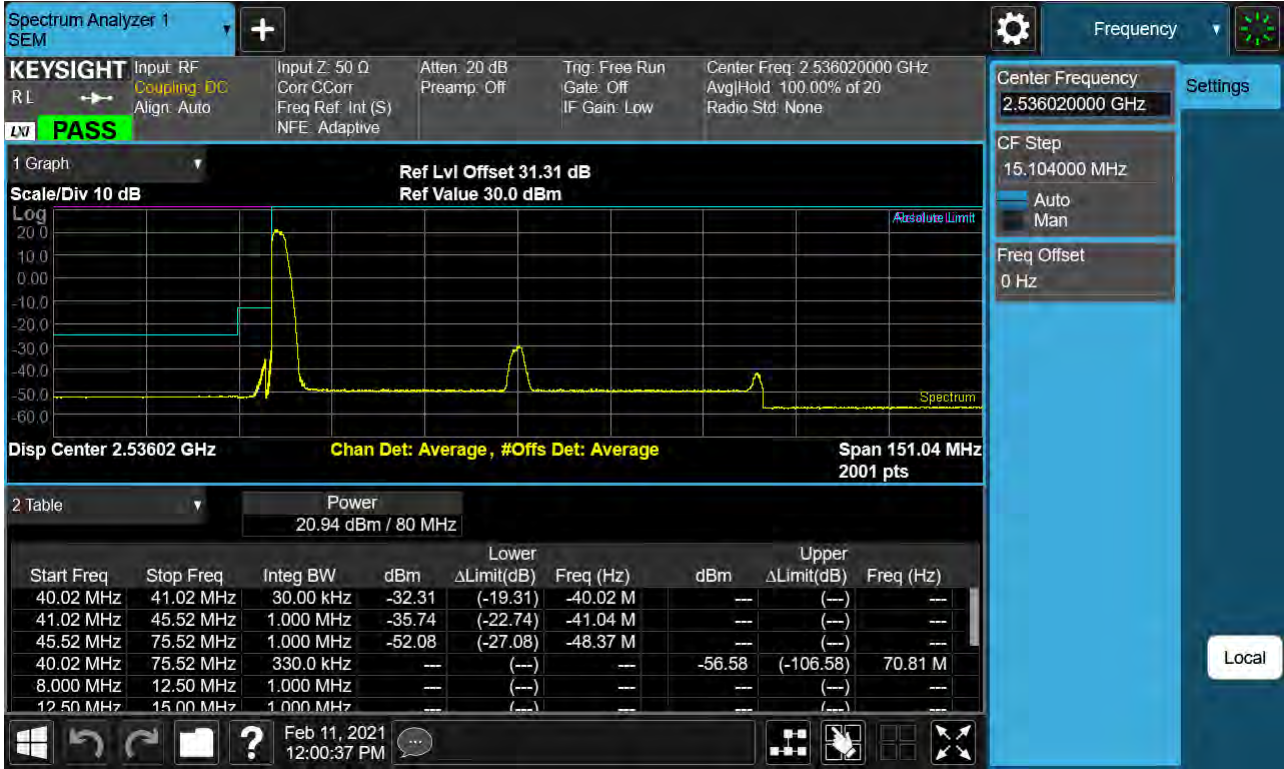 Spectrum Analyzer 1
SEM
+
Frequency
KEYSIGHT
R L
LXI
PASS
Input: RF
Coupling: DC
Align: Auto
Input Z: 50 Ω
Corr CCorr
Freq Ref: Int (S)
NFE: Adaptive
Atten: 20 dB
Preamp: Off
Trig: Free Run
Gate: Off
IF Gain: Low
Center Freq: 2.536020000 GHz
Avg|Hold: 100.00% of 20
Radio Std: None
Center Frequency
2.536020000 GHz
Settings
CF Step
15.104000 MHz
Auto
Man
Freq Offset
0 Hz
Local
1 Graph
Scale/Div 10 dB
Ref Lvl Offset 31.31 dB
Ref Value 30.0 dBm
Log
Absolute Limit
20.0
10.0
0.00
-10.0
-20.0
-30.0
-40.0
-50.0
-60.0
Spectrum
Disp Center 2.53602 GHz
Chan Det: Average, #Offs Det: Average
Span 151.04 MHz
2001 pts
2 Table
Power
20.94 dBm / 80 MHz
Lower Upper
Start Freq Stop Freq Integ BW dBm ΔLimit(dB) Freq (Hz) dBm ΔLimit(dB) Freq (Hz)
40.02 MHz 41.02 MHz 30.00 kHz -32.31 (-19.31) -40.02 M --- (---) ---
41.02 MHz 45.52 MHz 1.000 MHz -35.74 (-22.74) -41.04 M --- (---) ---
45.52 MHz 75.52 MHz 1.000 MHz -52.08 (-27.08) -48.37 M --- (---) ---
40.02 MHz 75.52 MHz 330.0 kHz --- (---) --- -56.58 (-106.58) 70.81 M
8.000 MHz 12.50 MHz 1.000 MHz --- (---) --- --- (---) ---
12.50 MHz 15.00 MHz 1.000 MHz --- (---) --- --- (---) ---
?
Feb 11, 2021
12:00:37 PM